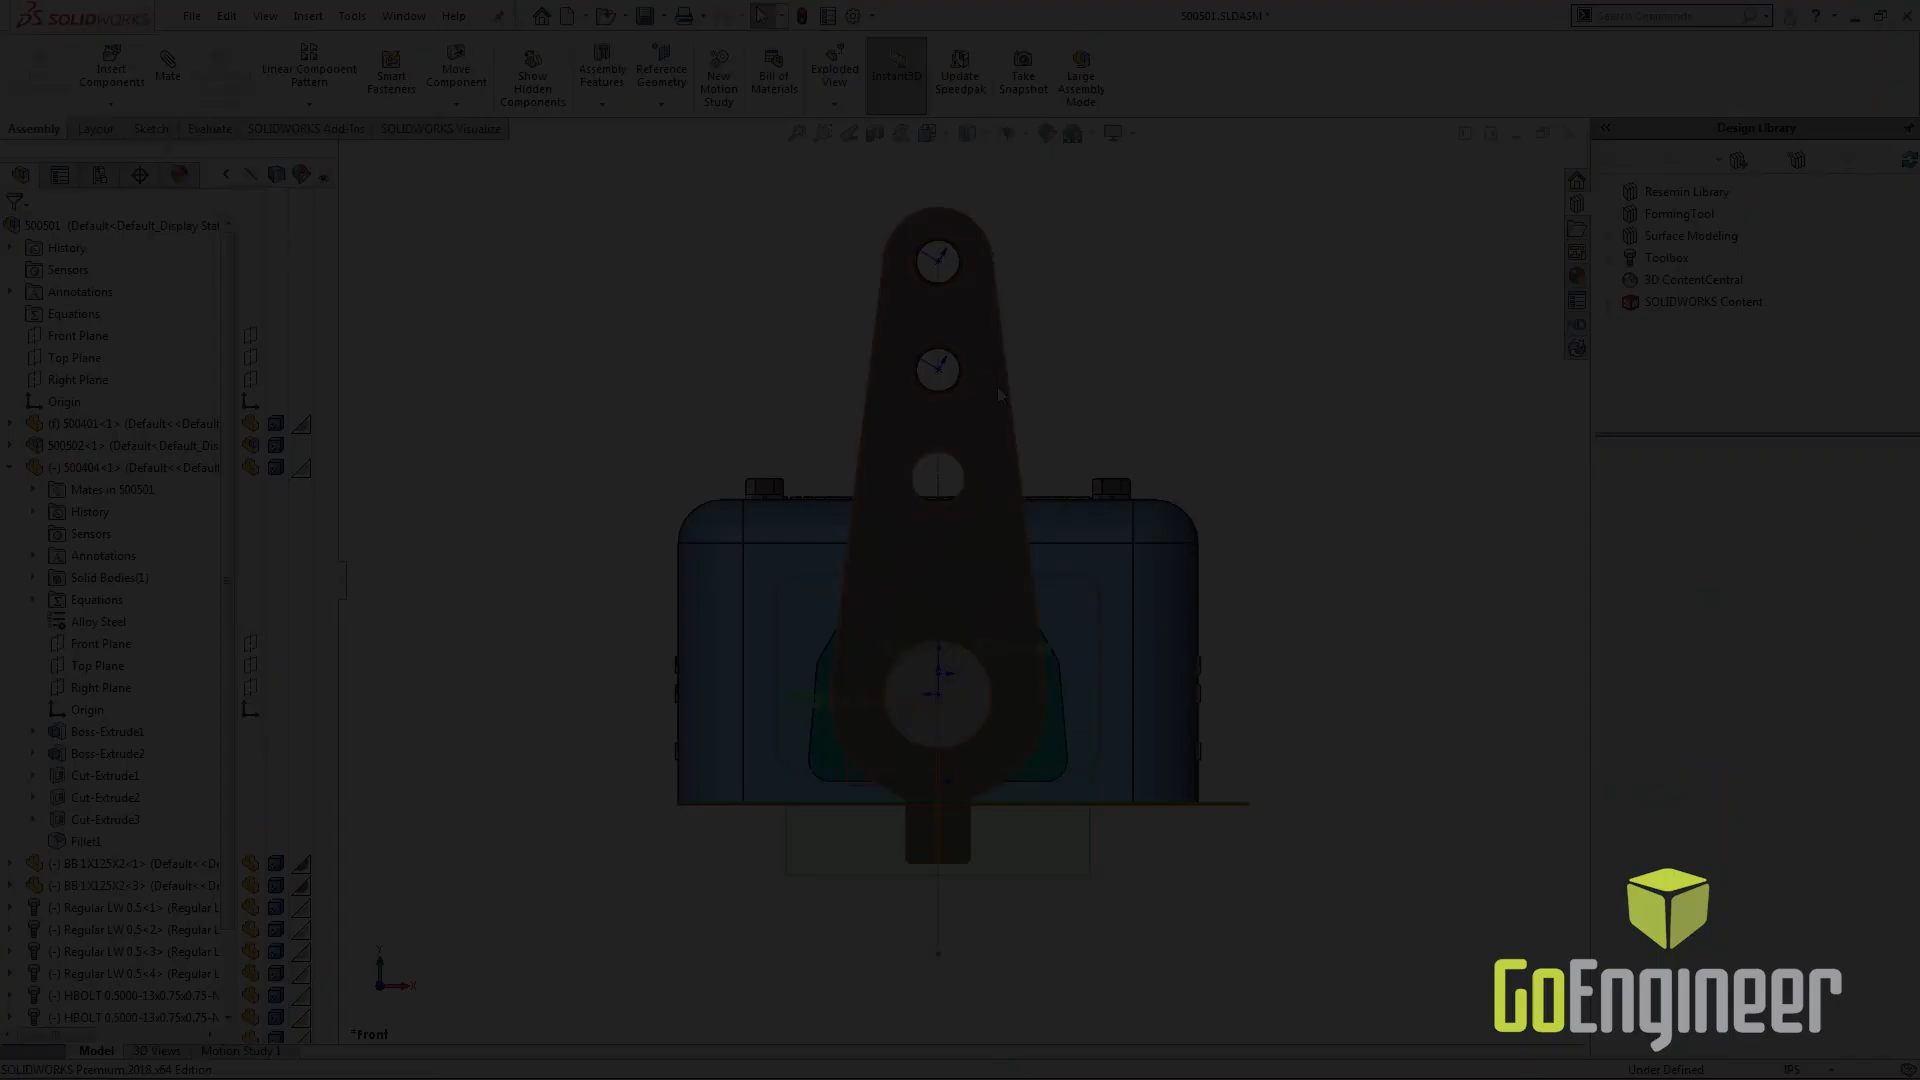 SOLIDWORKS
File Edit View Insert Tools Window Help
500501.SLDASM *
Search Commands
Insert Components
Mate
Linear Component Pattern
Smart Fasteners
Move Component
Show Hidden Components
Assembly Features
Reference Geometry
New Motion Study
Bill of Materials
Exploded View
Instant3D
Update Speedpak
Take Snapshot
Large Assembly Mode
Assembly Layout Sketch Evaluate SOLIDWORKS Add-Ins SOLIDWORKS Visualize
Design Library
Resemin Library
FormingTool
Surface Modeling
Toolbox
3D ContentCentral
SOLIDWORKS Content
500501 (Default<Default_Display Stat
History
Sensors
Annotations
Equations
Front Plane
Top Plane
Right Plane
Origin
(f) 500401<1> (Default<<Default
500502<1> (Default<Default_Dis
(-) 500404<1> (Default<<Default
Mates in 500501
History
Sensors
Annotations
Solid Bodies(1)
Equations
Alloy Steel
Front Plane
Top Plane
Right Plane
Origin
Boss-Extrude1
Boss-Extrude2
Cut-Extrude1
Cut-Extrude2
Cut-Extrude3
Fillet1
(-) BB 1X125X2<1> (Default<<De
(-) BB 1X125X2<3> (Default<<De
(-) Regular LW 0.5<1> (Regular L
(-) Regular LW 0.5<2> (Regular L
(-) Regular LW 0.5<3> (Regular L
(-) Regular LW 0.5<4> (Regular L
(-) HBOLT 0.5000-13x0.75x0.75-N
(-) HBOLT 0.5000-13x0.75x0.75-N
Y
X
*Front
GoEngineer
Model 3D Views Motion Study 1
SOLIDWORKS Premium 2018 x64 Edition
Under Defined IPS